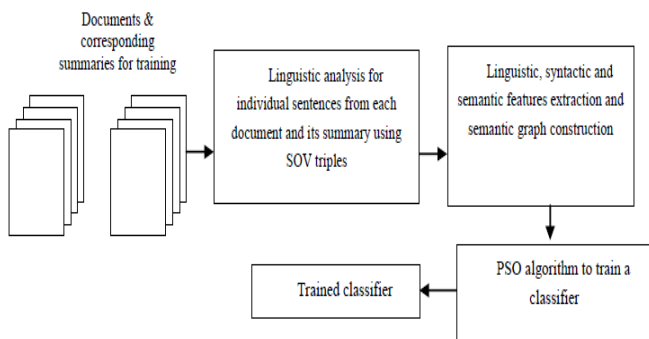 Documents &
corresponding
summaries for training
Linguistic analysis for
individual sentences from each
document and its summary using
SOV triples
Linguistic, syntactic and
semantic features extraction and
semantic graph construction
PSO algorithm to train a
classifier
Trained classifier